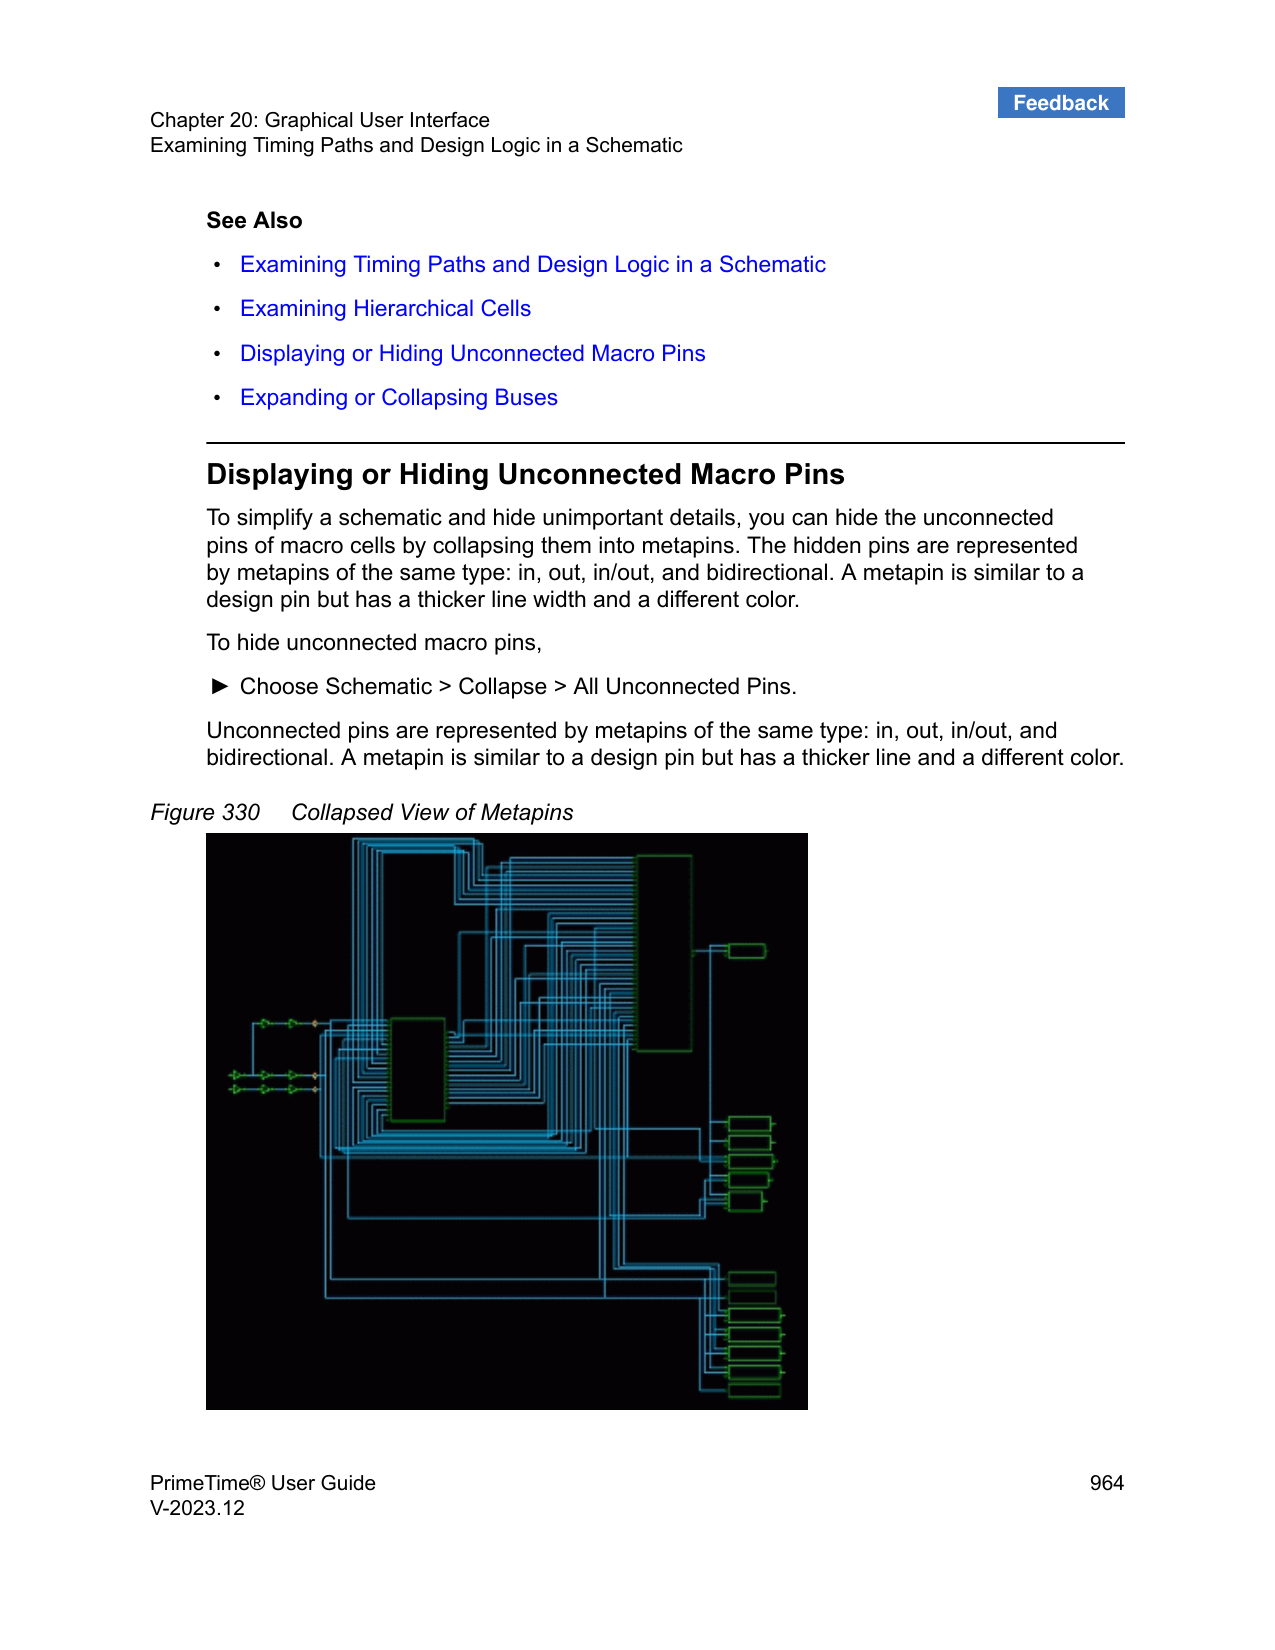 Feedback
Chapter 20: Graphical User Interface
Examining Timing Paths and Design Logic in a Schematic
See Also
• Examining Timing Paths and Design Logic in a Schematic
• Examining Hierarchical Cells
• Displaying or Hiding Unconnected Macro Pins
• Expanding or Collapsing Buses
Displaying or Hiding Unconnected Macro Pins
To simplify a schematic and hide unimportant details, you can hide the unconnected
pins of macro cells by collapsing them into metapins. The hidden pins are represented
by metapins of the same type: in, out, in/out, and bidirectional. A metapin is similar to a
design pin but has a thicker line width and a different color.
To hide unconnected macro pins,
► Choose Schematic > Collapse > All Unconnected Pins.
Unconnected pins are represented by metapins of the same type: in, out, in/out, and
bidirectional. A metapin is similar to a design pin but has a thicker line and a different color.
Figure 330 Collapsed View of Metapins
PrimeTime® User Guide 964
V-2023.12